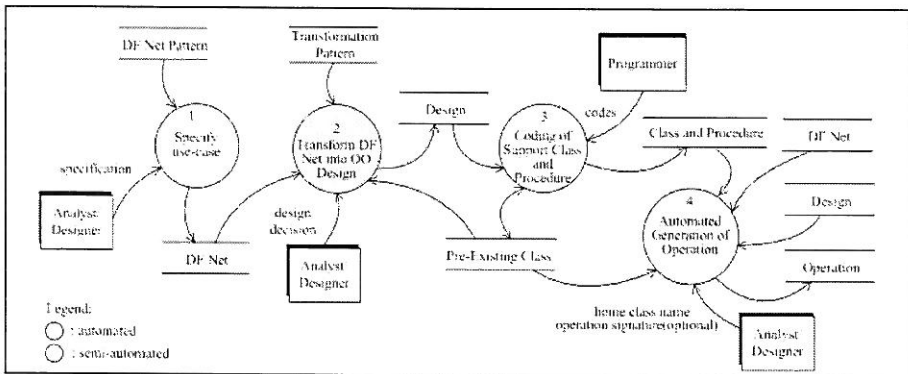 DF Net Pattern
Transformation
Pattern
Programmer
1
Specify
use-case
2
Transform DF
Net into OO
Design
Design
3
Coding of
Support Class
and
Procedure
codes
Class and Procedure
DF Net
specification
Analyst
Designer
DF Net
design
decision
Analyst
Designer
Pre-Existing Class
4
Automated
Generation of
Operation
Design
Operation
home class name
operation signature(optional)
Analyst
Designer
Legend:
: automated
: semi-automated